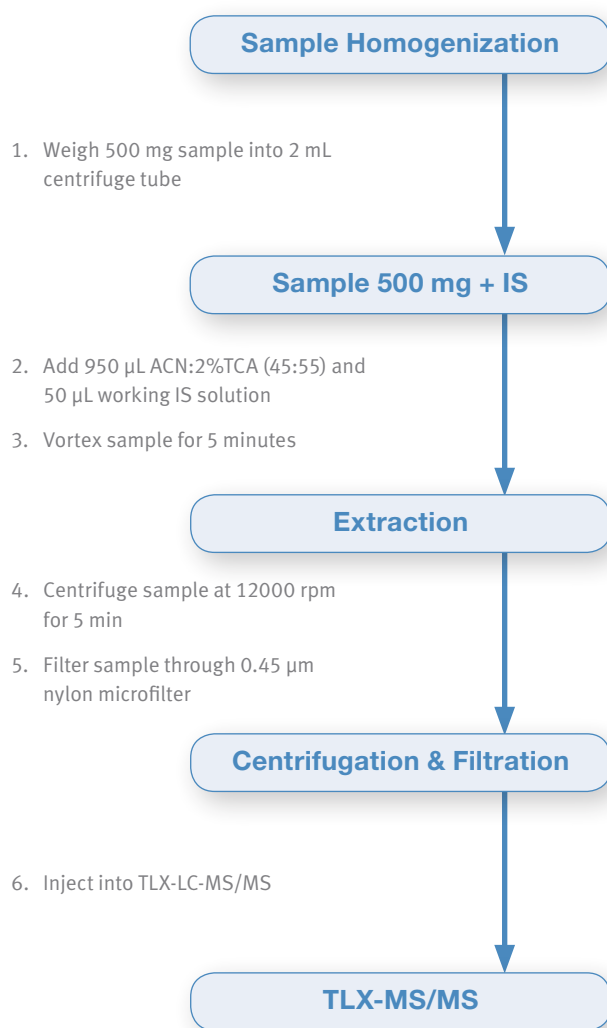 Sample Homogenization
1. Weigh 500 mg sample into 2 mL
centrifuge tube
Sample 500 mg + IS
2. Add 950 µL ACN:2%TCA (45:55) and
50 µL working IS solution
3. Vortex sample for 5 minutes
Extraction
4. Centrifuge sample at 12000 rpm
for 5 min
5. Filter sample through 0.45 µm
nylon microfilter
Centrifugation & Filtration
6. Inject into TLX-LC-MS/MS
TLX-MS/MS